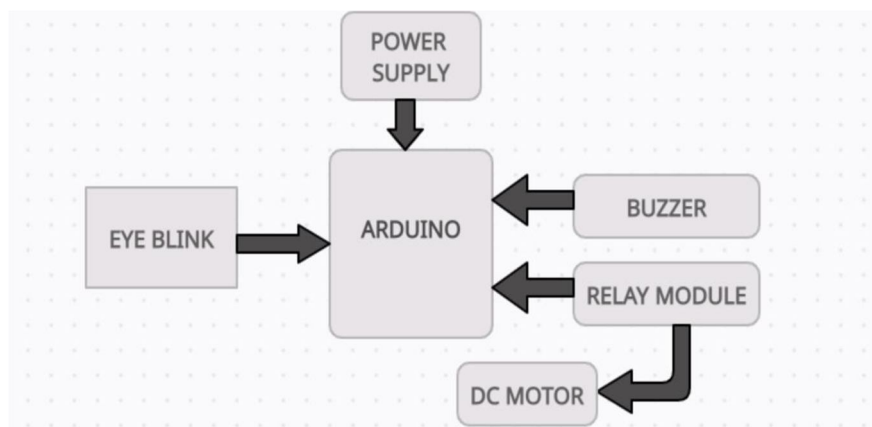 POWER
SUPPLY
EYE BLINK
ARDUINO
BUZZER
RELAY MODULE
DC MOTOR